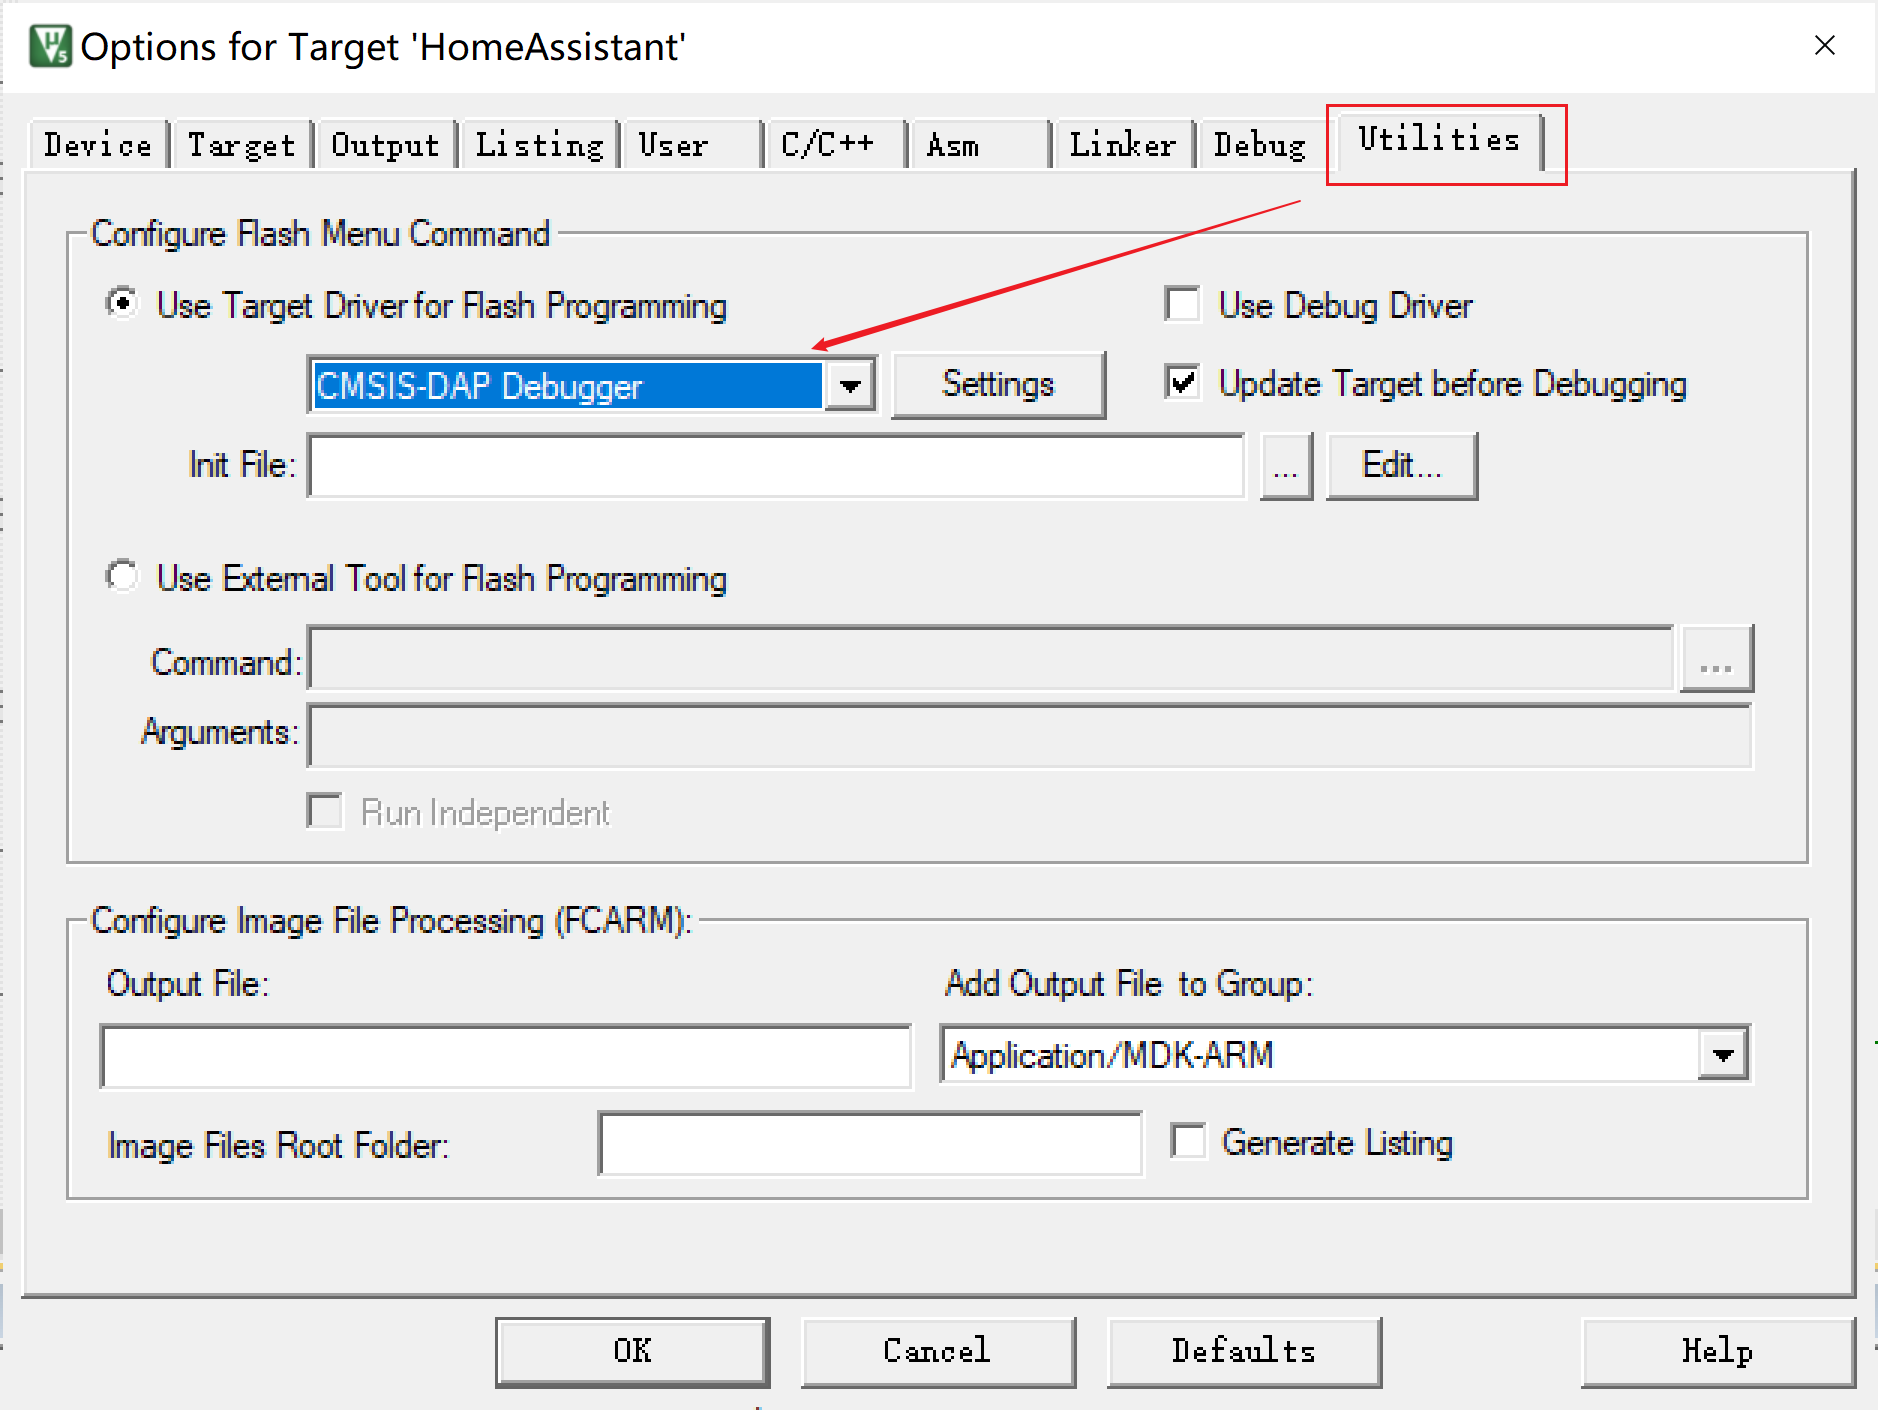 Options for Target 'HomeAssistant'
Device Target Output Listing User C/C++ Asm Linker Debug Utilities
Configure Flash Menu Command
Use Target Driver for Flash Programming
Use Debug Driver
CMSIS-DAP Debugger
Settings
Update Target before Debugging
Init File:
...
Edit...
Use External Tool for Flash Programming
Command:
...
Arguments:
Run Independent
Configure Image File Processing (FCARM):
Output File:
Add Output File to Group:
Application/MDK-ARM
Image Files Root Folder:
Generate Listing
OK
Cancel
Defaults
Help